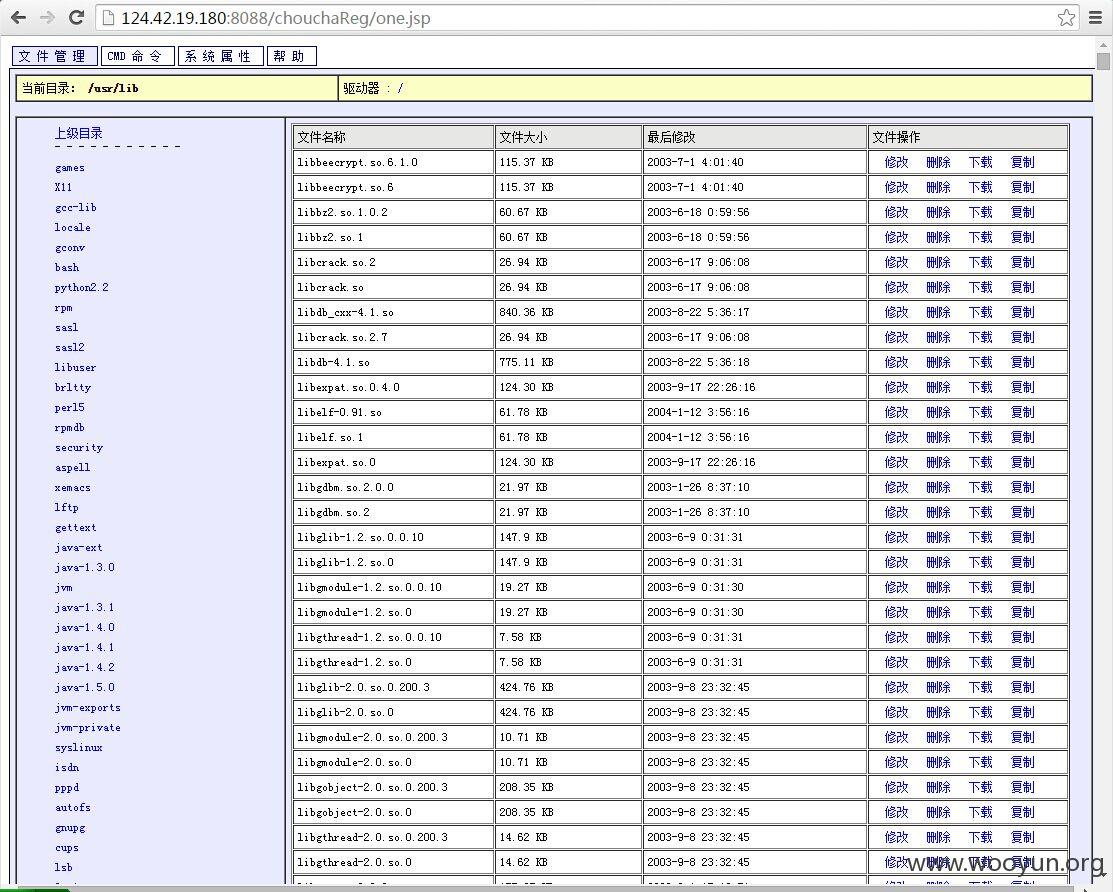 124.42.19.180:8088/chouchaReg/one.jsp
文件管理 CMD 命令 系统属性 帮助
当前目录： /usr/lib 驱动器 : /
上级目录
- - - - - - - - - - -
games
X11
gcc-lib
locale
gconv
bash
python2.2
rpm
sasl
sasl2
libuser
brltty
perl5
rpmdb
security
aspell
xemacs
lftp
gettext
java-ext
java-1.3.0
jvm
java-1.3.1
java-1.4.0
java-1.4.1
java-1.4.2
java-1.5.0
jvm-exports
jvm-private
syslinux
isdn
pppd
autofs
gnupg
cups
lsb
文件名称 文件大小 最后修改 文件操作
libbeecrypt.so.6.1.0 115.37 KB 2003-7-1 4:01:40 修改 删除 下载 复制
libbeecrypt.so.6 115.37 KB 2003-7-1 4:01:40 修改 删除 下载 复制
libbz2.so.1.0.2 60.67 KB 2003-6-18 0:59:56 修改 删除 下载 复制
libbz2.so.1 60.67 KB 2003-6-18 0:59:56 修改 删除 下载 复制
libcrack.so.2 26.94 KB 2003-6-17 9:06:08 修改 删除 下载 复制
libcrack.so 26.94 KB 2003-6-17 9:06:08 修改 删除 下载 复制
libdb_cxx-4.1.so 840.36 KB 2003-8-22 5:36:17 修改 删除 下载 复制
libcrack.so.2.7 26.94 KB 2003-6-17 9:06:08 修改 删除 下载 复制
libdb-4.1.so 775.11 KB 2003-8-22 5:36:18 修改 删除 下载 复制
libexpat.so.0.4.0 124.30 KB 2003-9-17 22:26:16 修改 删除 下载 复制
libelf-0.91.so 61.78 KB 2004-1-12 3:56:16 修改 删除 下载 复制
libelf.so.1 61.78 KB 2004-1-12 3:56:16 修改 删除 下载 复制
libexpat.so.0 124.30 KB 2003-9-17 22:26:16 修改 删除 下载 复制
libgdbm.so.2.0.0 21.97 KB 2003-1-26 8:37:10 修改 删除 下载 复制
libgdbm.so.2 21.97 KB 2003-1-26 8:37:10 修改 删除 下载 复制
libglib-1.2.so.0.0.10 147.9 KB 2003-6-9 0:31:31 修改 删除 下载 复制
libglib-1.2.so.0 147.9 KB 2003-6-9 0:31:31 修改 删除 下载 复制
libgmodule-1.2.so.0.0.10 19.27 KB 2003-6-9 0:31:30 修改 删除 下载 复制
libgmodule-1.2.so.0 19.27 KB 2003-6-9 0:31:30 修改 删除 下载 复制
libgthread-1.2.so.0.0.10 7.58 KB 2003-6-9 0:31:31 修改 删除 下载 复制
libgthread-1.2.so.0 7.58 KB 2003-6-9 0:31:31 修改 删除 下载 复制
libglib-2.0.so.0.200.3 424.76 KB 2003-9-8 23:32:45 修改 删除 下载 复制
libglib-2.0.so.0 424.76 KB 2003-9-8 23:32:45 修改 删除 下载 复制
libgmodule-2.0.so.0.200.3 10.71 KB 2003-9-8 23:32:45 修改 删除 下载 复制
libgmodule-2.0.so.0 10.71 KB 2003-9-8 23:32:45 修改 删除 下载 复制
libgobject-2.0.so.0.200.3 208.35 KB 2003-9-8 23:32:45 修改 删除 下载 复制
libgobject-2.0.so.0 208.35 KB 2003-9-8 23:32:45 修改 删除 下载 复制
libgthread-2.0.so.0.200.3 14.62 KB 2003-9-8 23:32:45 修改 删除 下载 复制
libgthread-2.0.so.0 14.62 KB 2003-9-8 23:32:45 修改 删除 下载 复制
www.wooyun.org